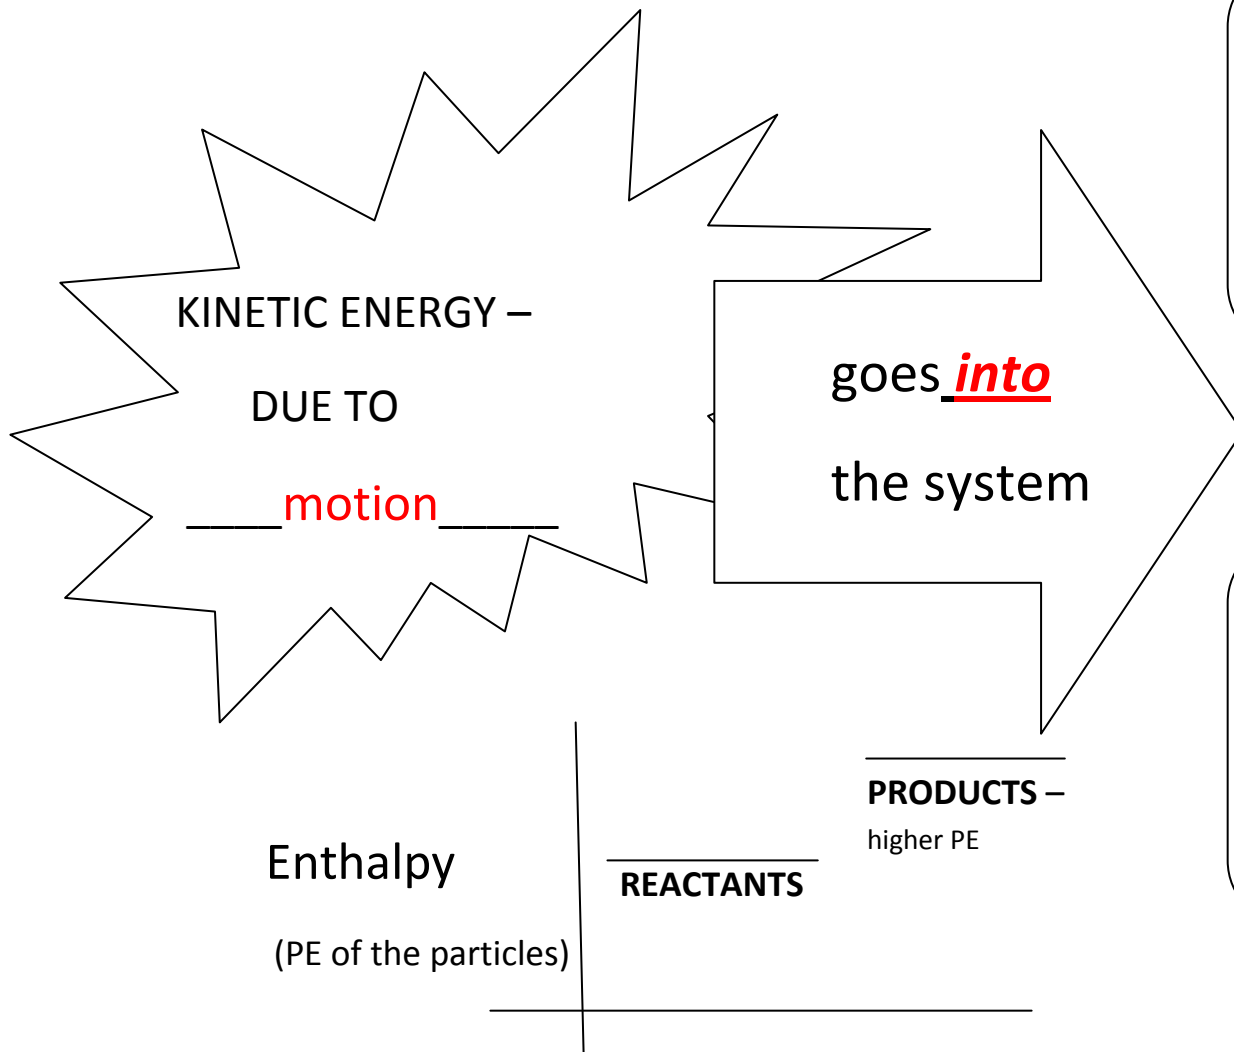 KINETIC ENERGY –
DUE TO
____motion_____
goes into
the system
PRODUCTS –
higher PE
Enthalpy
REACTANTS
(PE of the particles)